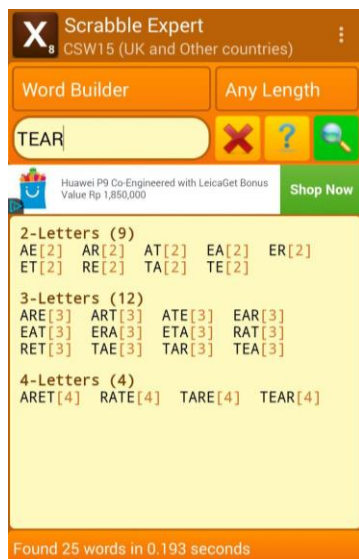 X8
Scrabble Expert
CSW15 (UK and Other countries)
Word Builder
Any Length
TEAR
?
Huawei P9 Co-Engineered with LeicaGet Bonus
Value Rp 1,850,000
Shop Now
2-Letters (9)
AE[2] AR[2] AT[2] EA[2] ER[2]
ET[2] RE[2] TA[2] TE[2]
3-Letters (12)
ARE[3] ART[3] ATE[3] EAR[3]
EAT[3] ERA[3] ETA[3] RAT[3]
RET[3] TAE[3] TAR[3] TEA[3]
4-Letters (4)
ARET[4] RATE[4] TARE[4] TEAR[4]
Found 25 words in 0.193 seconds